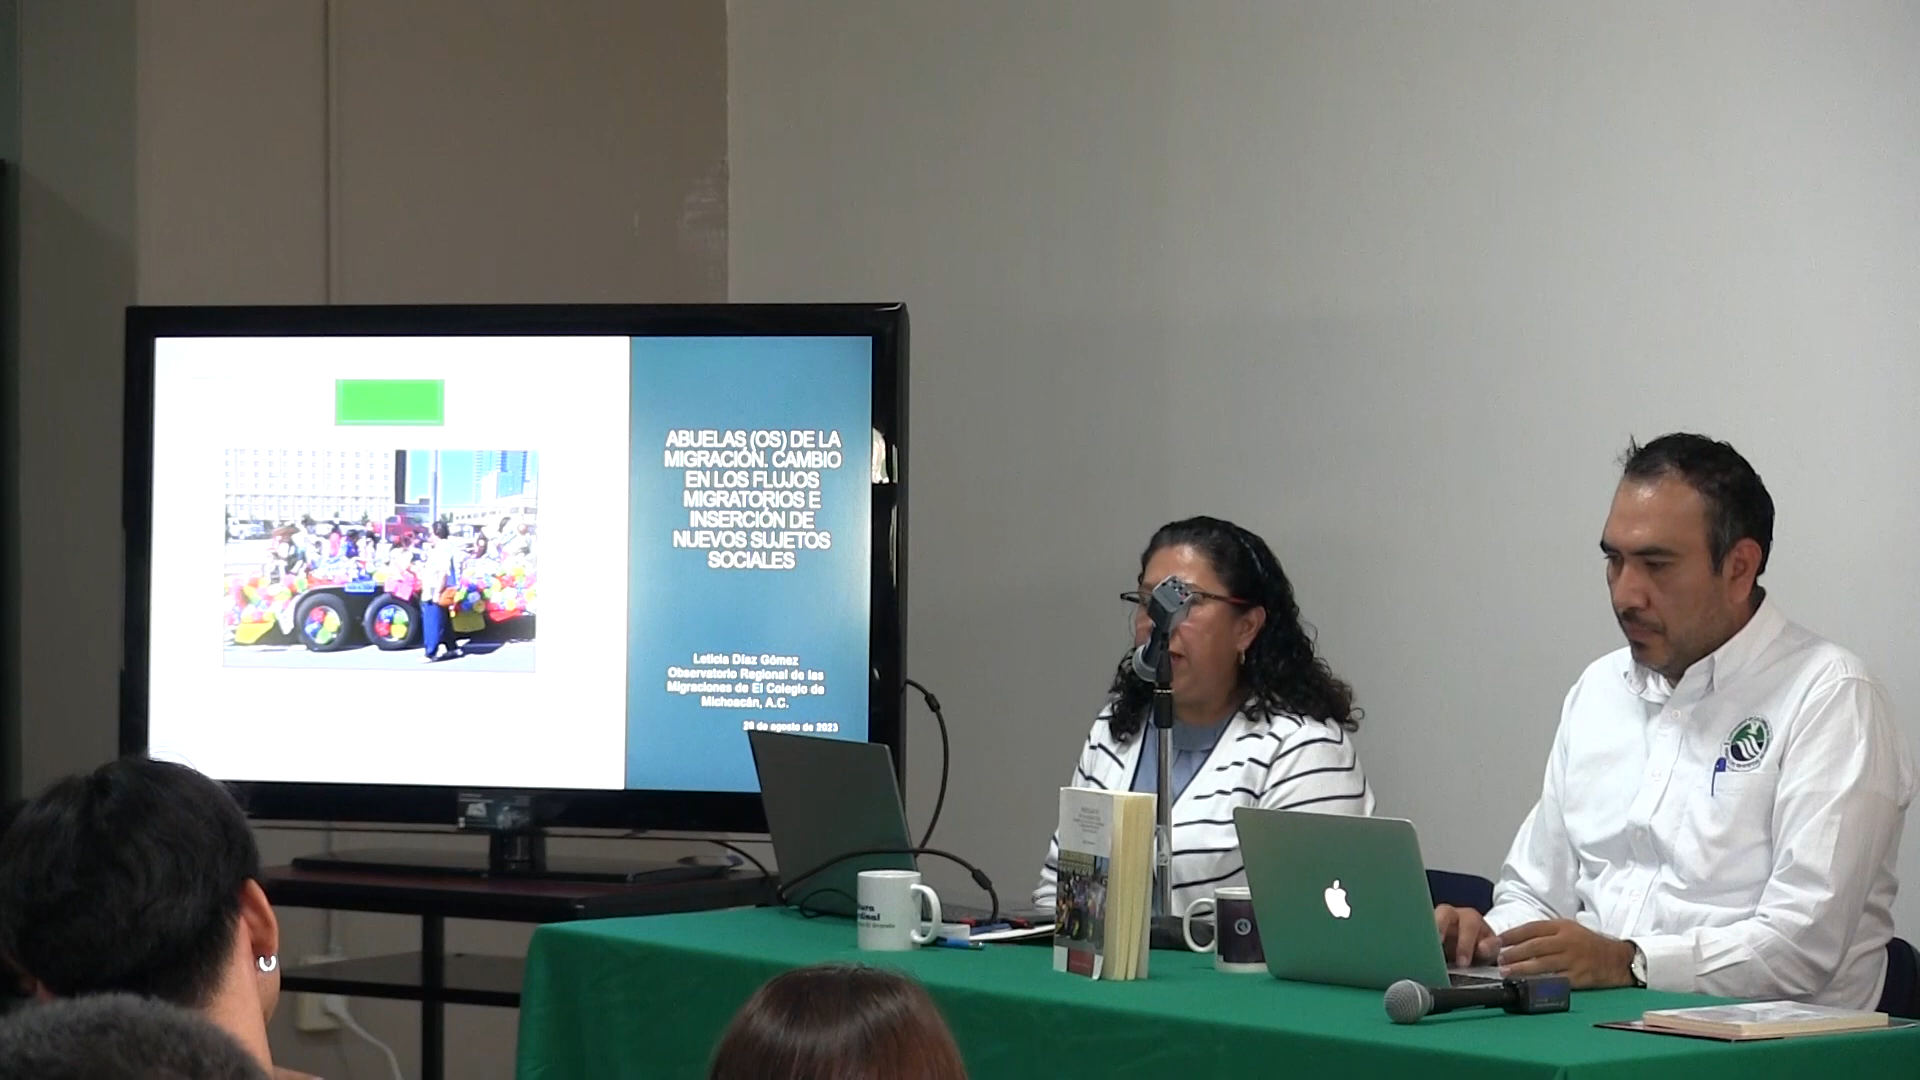 ABUELAS (OS) DE LA
MIGRACIÓN. CAMBIO
EN LOS FLUJOS
MIGRATORIOS E
INSERCIÓN DE
NUEVOS SUJETOS
SOCIALES
Leticia Díaz Gómez
Observatorio Regional de las
Migraciones de El Colegio de
Michoacán, A.C.
28 de agosto de 2023